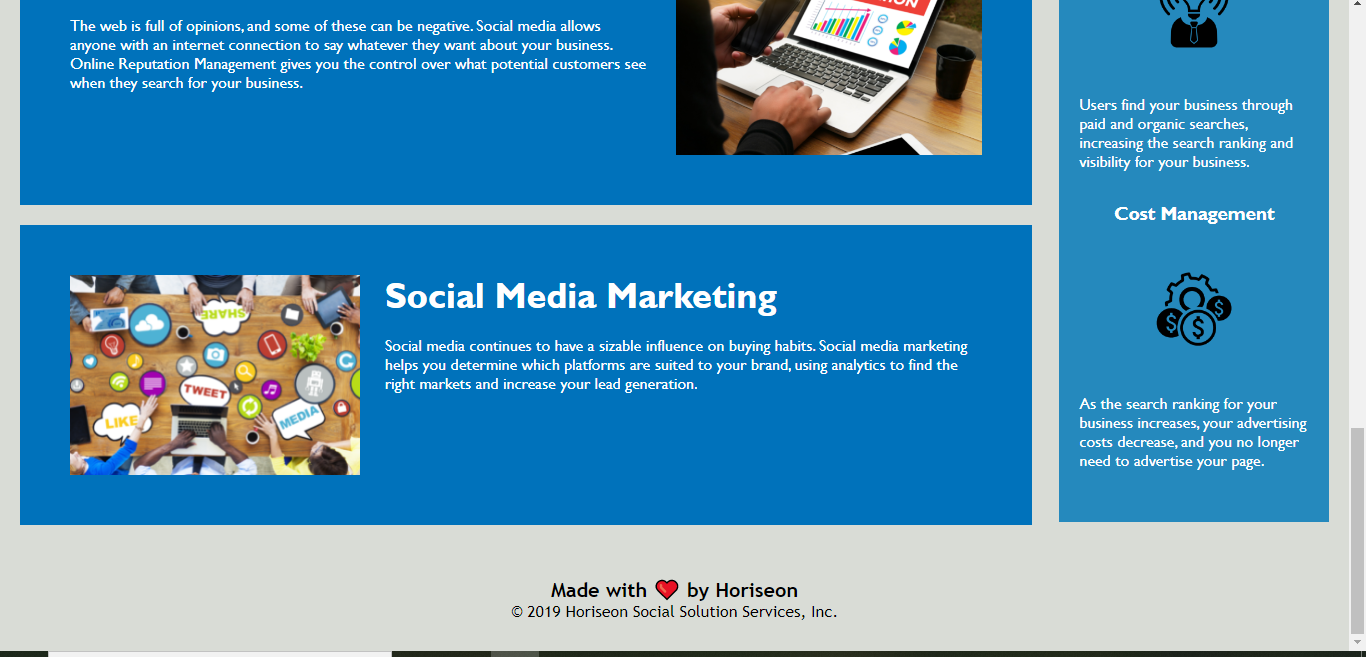 The web is full of opinions, and some of these can be negative. Social media allows
anyone with an internet connection to say whatever they want about your business.
Online Reputation Management gives you the control over what potential customers see
when they search for your business.
Social Media Marketing
Social media continues to have a sizable influence on buying habits. Social media marketing
helps you determine which platforms are suited to your brand, using analytics to find the
right markets and increase your lead generation.
SHARE
TWEET
LIKE
MEDIA
Users find your business through
paid and organic searches,
increasing the search ranking and
visibility for your business.
Cost Management
As the search ranking for your
business increases, your advertising
costs decrease, and you no longer
need to advertise your page.
Made with ❤️ by Horiseon
© 2019 Horiseon Social Solution Services, Inc.